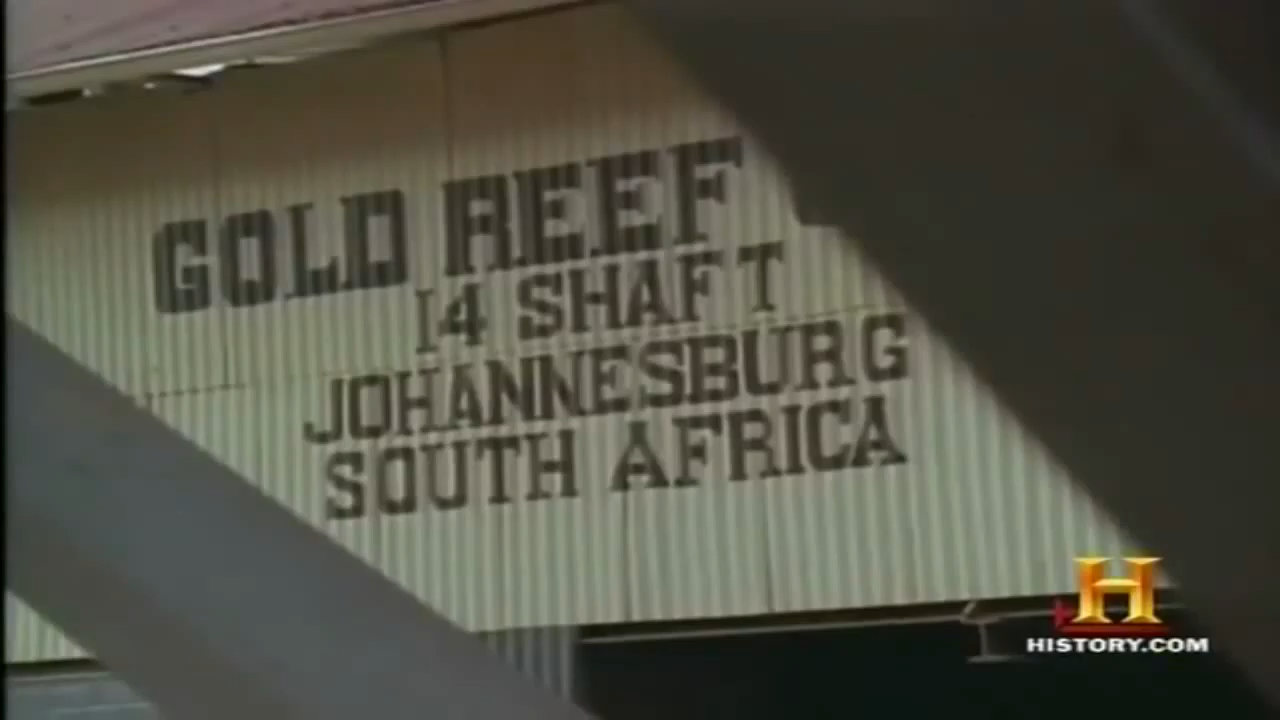 GOLD REEF
14 SHAFT
JOHANNESBURG
SOUTH AFRICA
H
HISTORY.COM